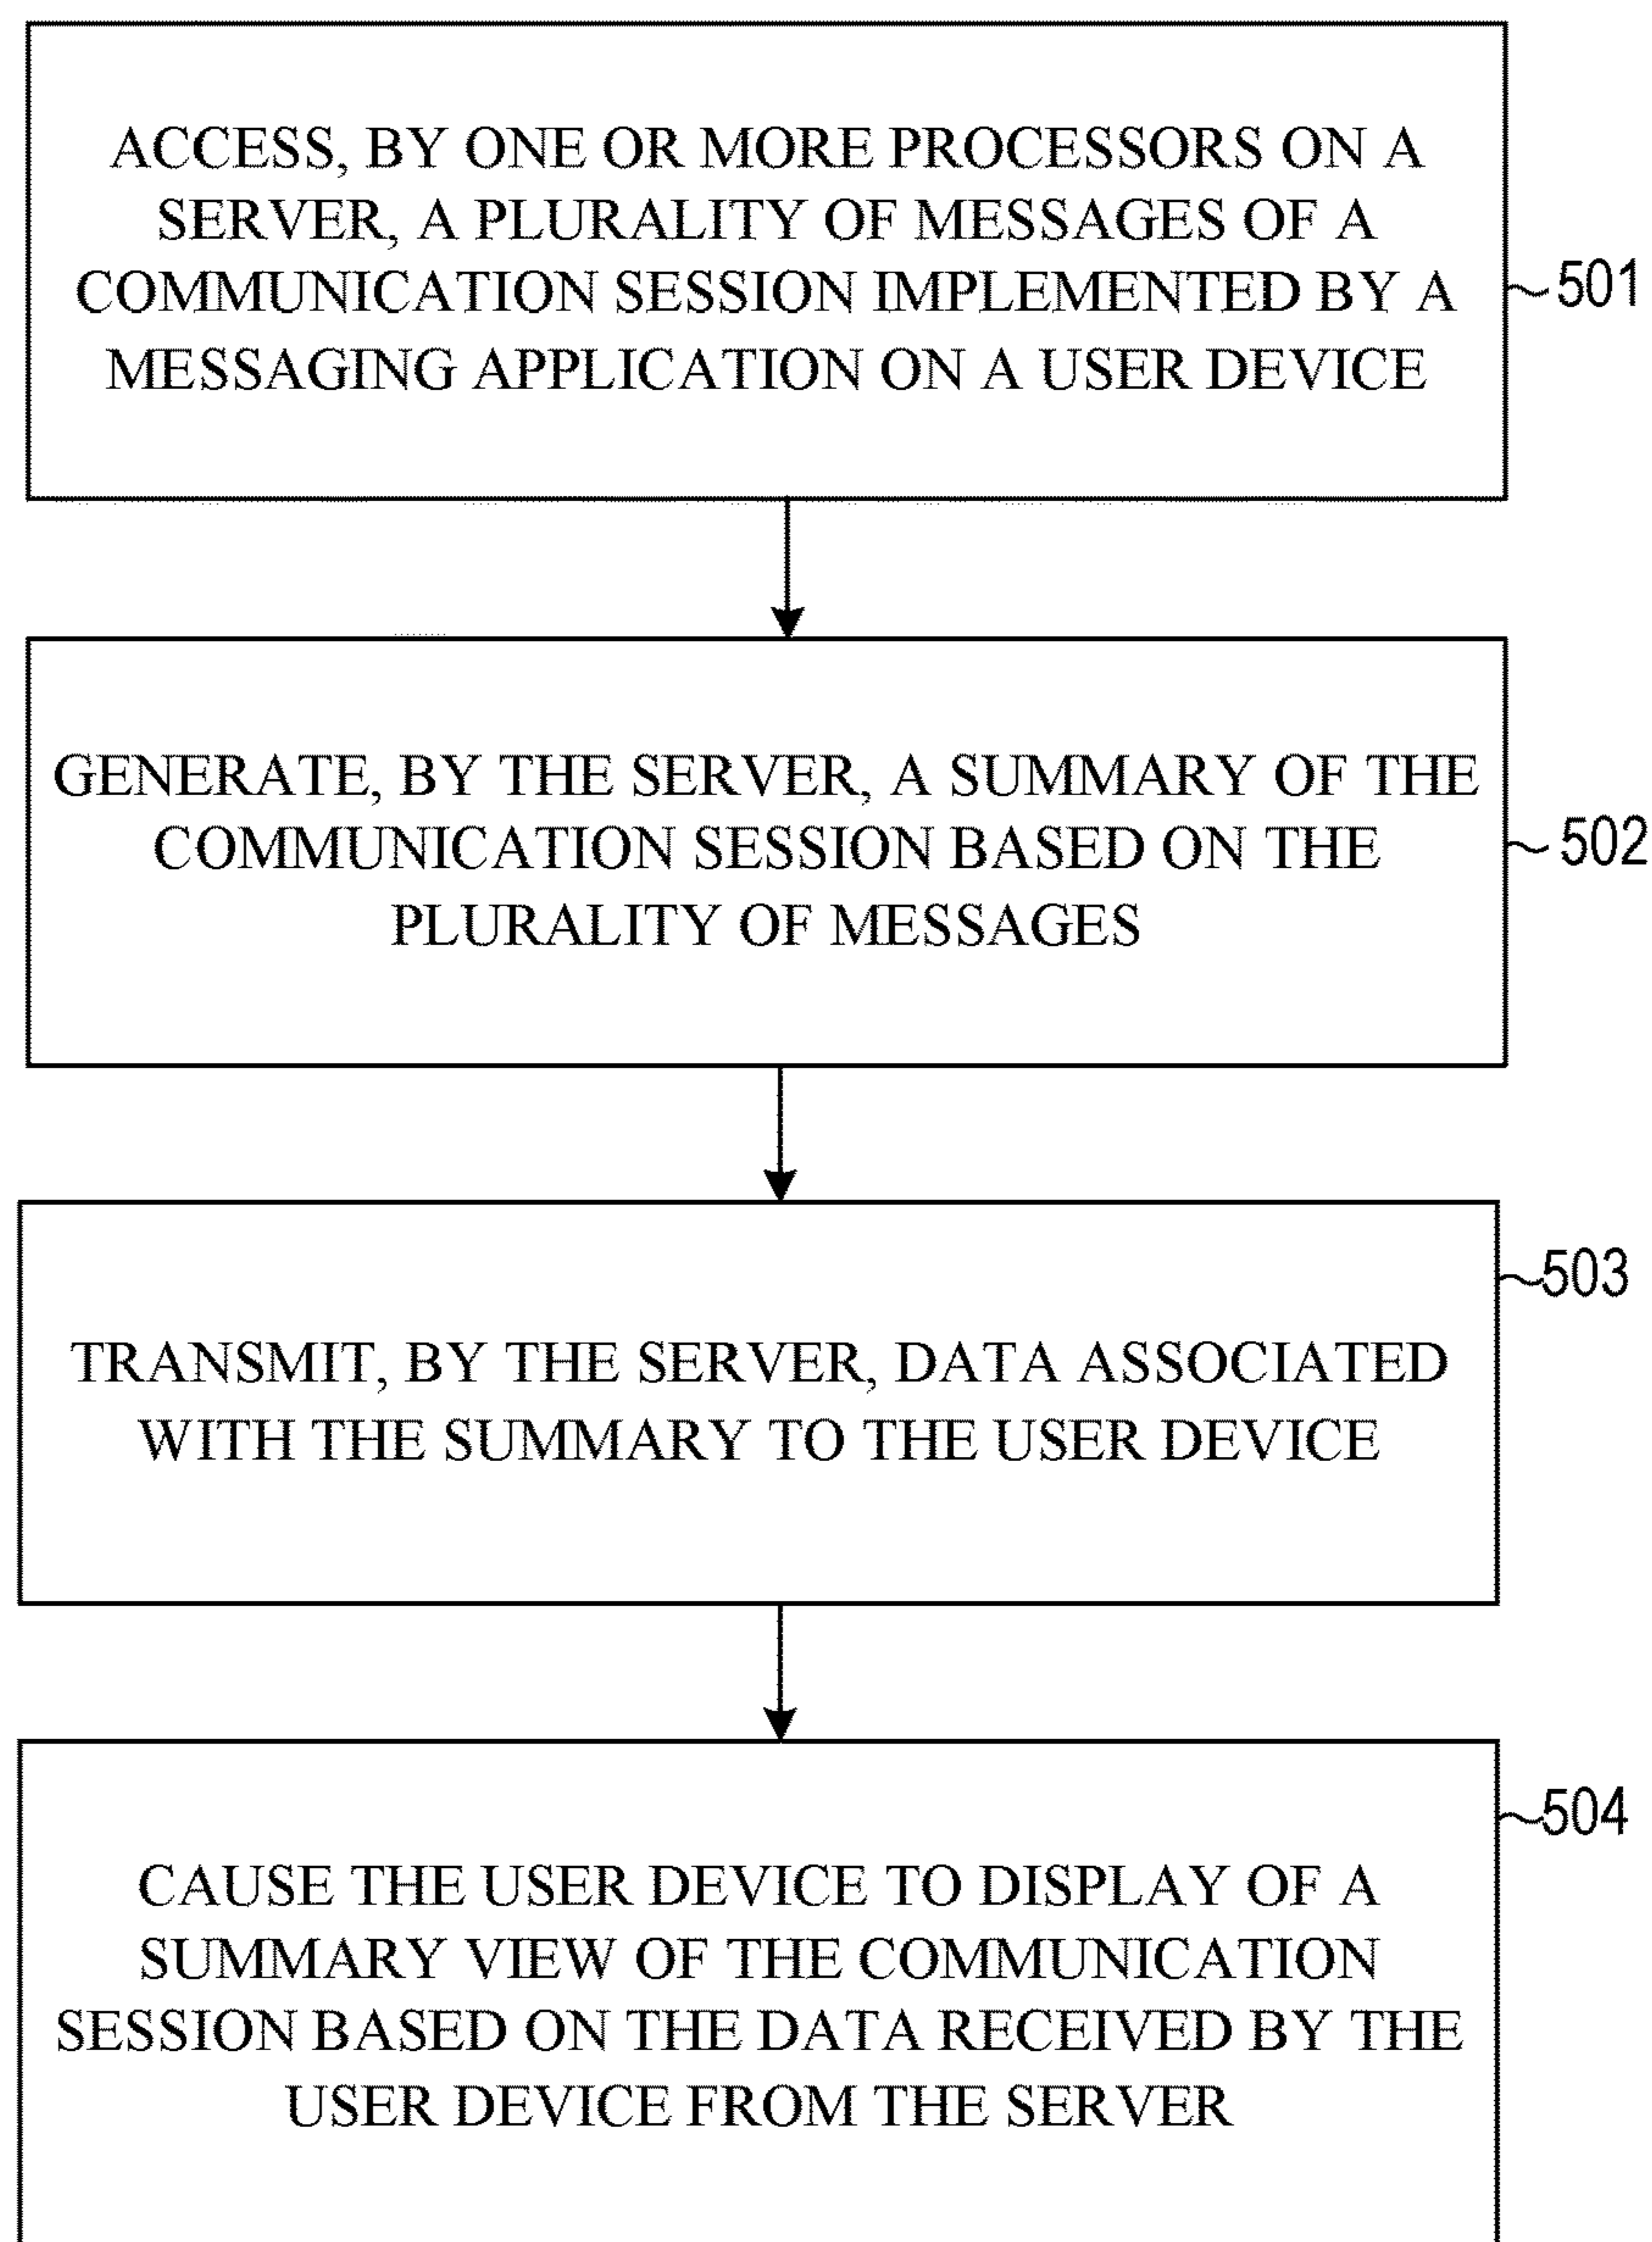 ACCESS, BY ONE OR MORE PROCESSORS ON A
SERVER, A PLURALITY OF MESSAGES OF A
COMMUNICATION SESSION IMPLEMENTED BY A
MESSAGING APPLICATION ON A USER DEVICE
501
GENERATE, BY THE SERVER, A SUMMARY OF THE
COMMUNICATION SESSION BASED ON THE
PLURALITY OF MESSAGES
502
TRANSMIT, BY THE SERVER, DATA ASSOCIATED
WITH THE SUMMARY TO THE USER DEVICE
503
CAUSE THE USER DEVICE TO DISPLAY OF A
SUMMARY VIEW OF THE COMMUNICATION
SESSION BASED ON THE DATA RECEIVED BY THE
USER DEVICE FROM THE SERVER
504